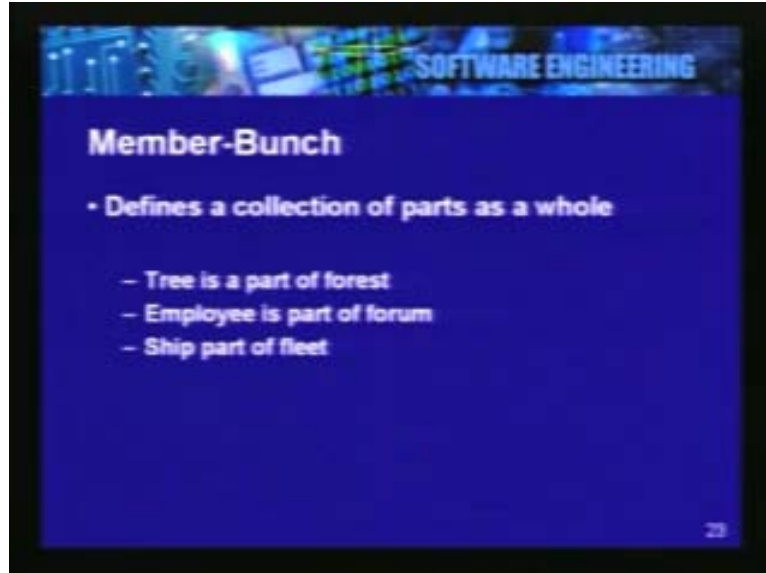 SOFTWARE ENGINEERING
Member-Bunch
• Defines a collection of parts as a whole
– Tree is a part of forest
– Employee is part of forum
– Ship part of fleet
23